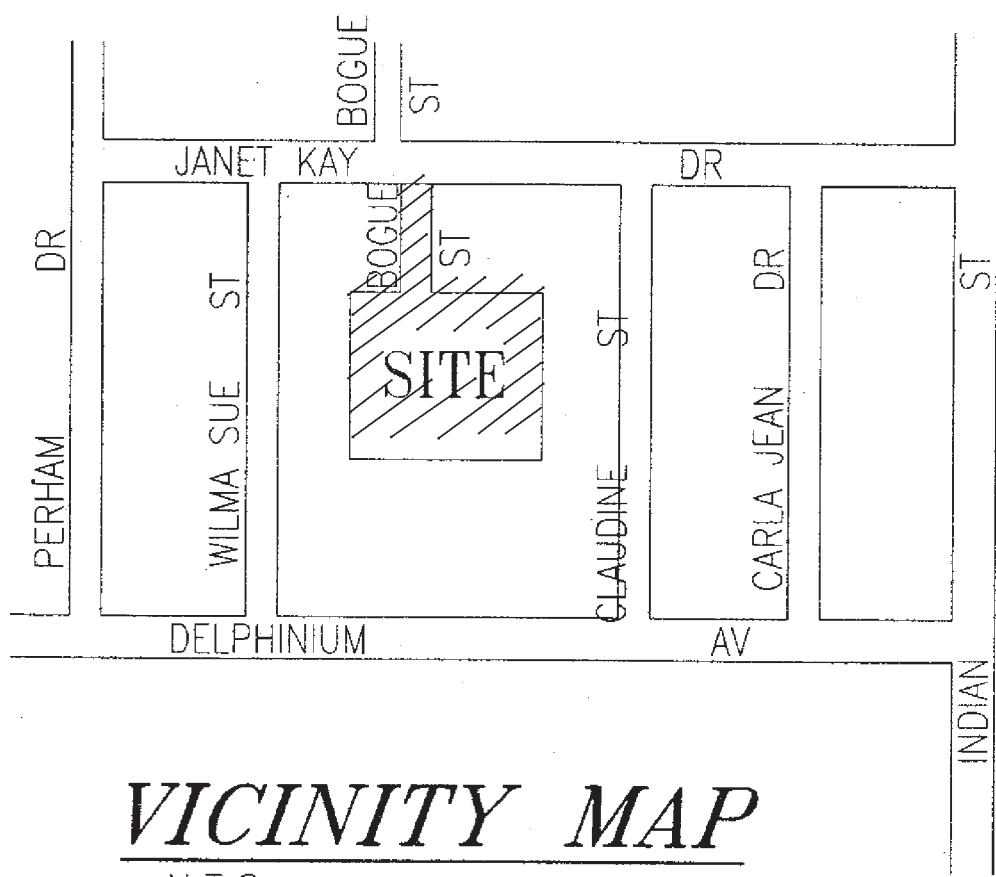 BOGUE ST
JANET KAY DR
BOGUE ST
PERHAM DR
WILMA SUE ST
SITE
CLAUDINE ST
CARLA JEAN DR
INDIAN ST
DELPHINIUM AV
VICINITY MAP